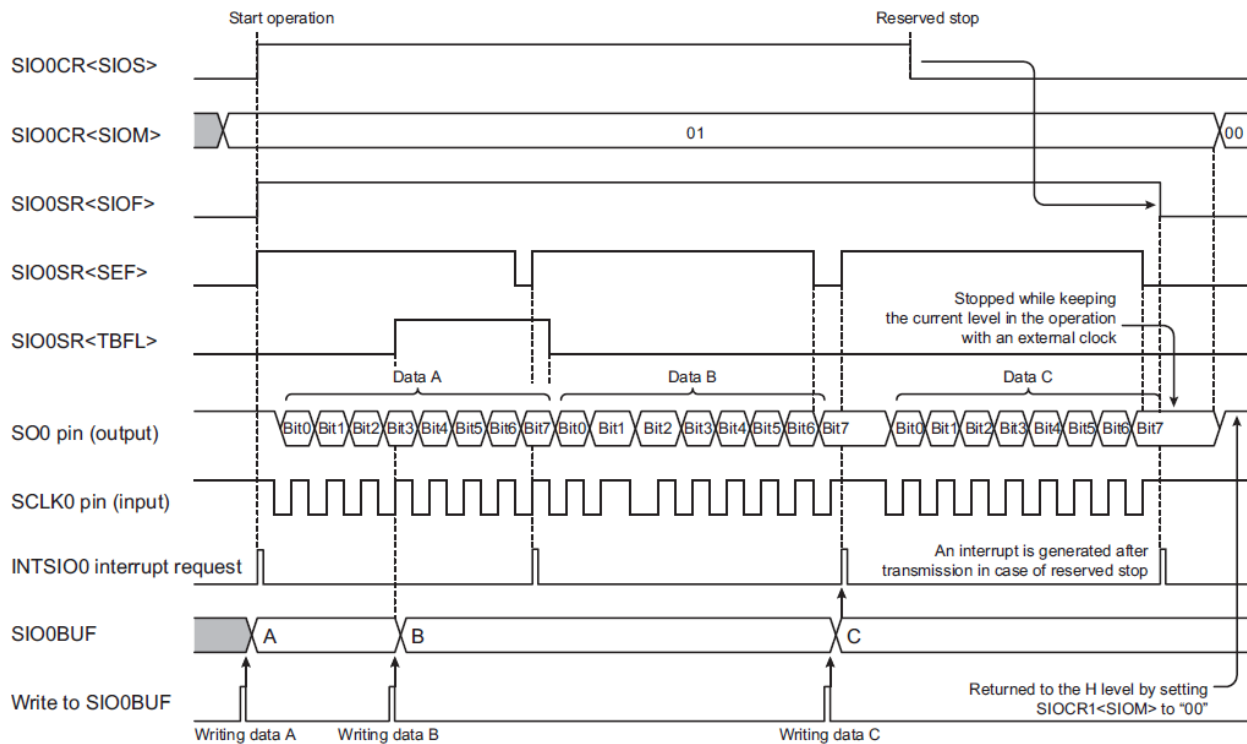 Start operation
Reserved stop
SIO0CR<SIOS>
SIO0CR<SIOM>
01
00
SIO0SR<SIOF>
SIO0SR<SEF>
Stopped while keeping
the current level in the operation
with an external clock
SIO0SR<TBFL>
Data A
Data B
Data C
SO0 pin (output)
Bit0 Bit1 Bit2 Bit3 Bit4 Bit5 Bit6 Bit7 Bit0 Bit1 Bit2 Bit3 Bit4 Bit5 Bit6 Bit7 Bit0 Bit1 Bit2 Bit3 Bit4 Bit5 Bit6 Bit7
SCLK0 pin (input)
INTSIO0 interrupt request
An interrupt is generated after
transmission in case of reserved stop
SIO0BUF
A
B
C
Write to SIO0BUF
Returned to the H level by setting
SIOCR1<SIOM> to “00”
Writing data A
Writing data B
Writing data C